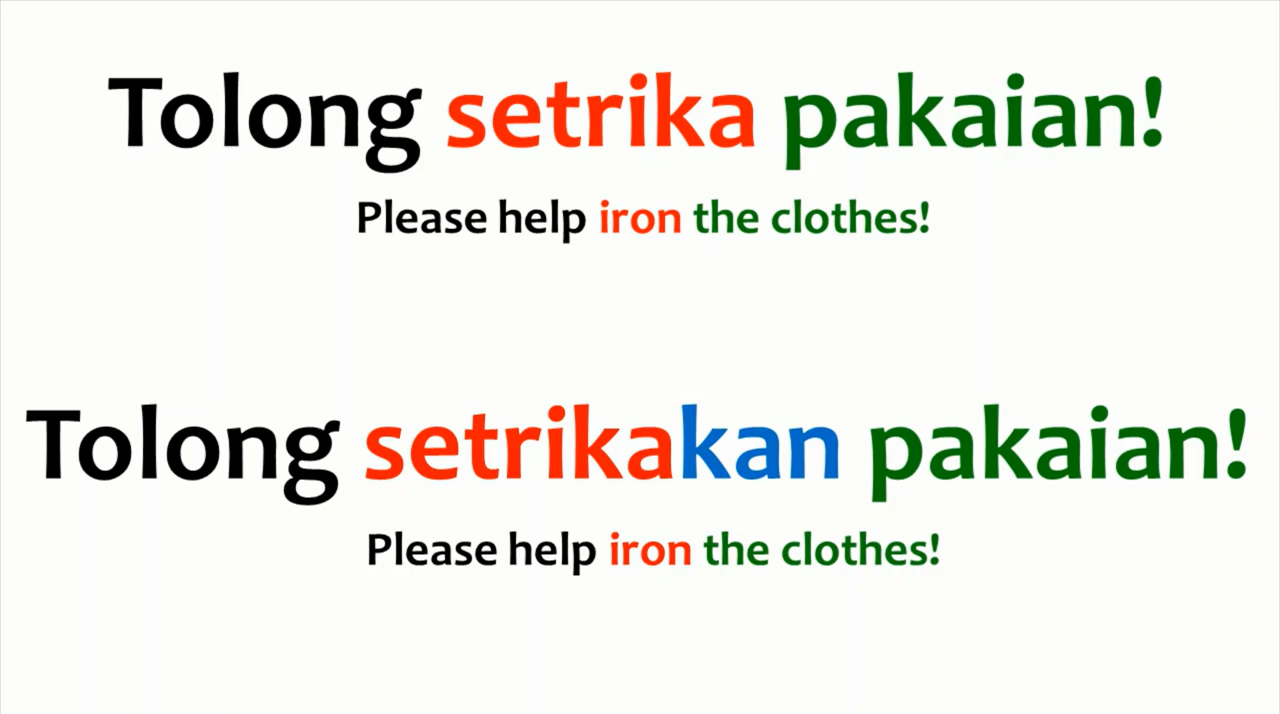 Tolong setrika pakaian!
Please help iron the clothes!
Tolong setrikakan pakaian!
Please help iron the clothes!